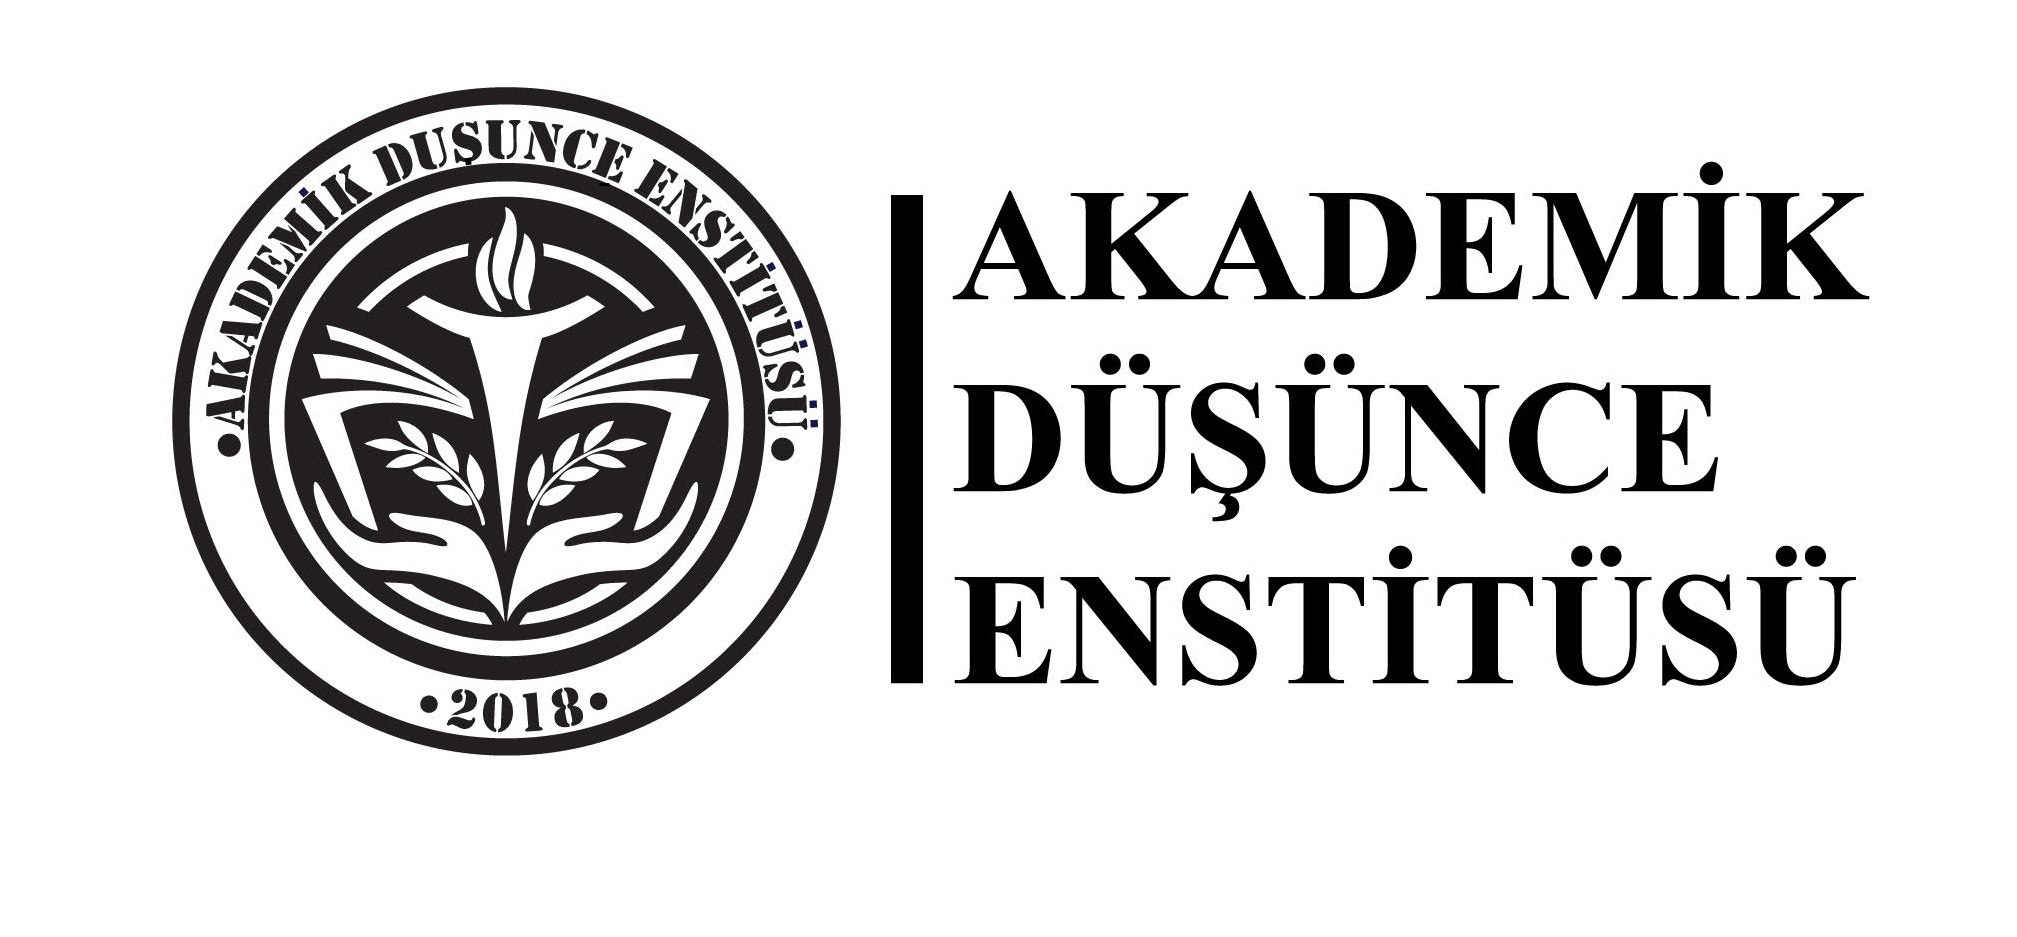 AKADEMİK DUŞUNCE ENSTİTÜSÜ
2018
AKADEMİK
DÜŞÜNCE
ENSTİTÜSÜ